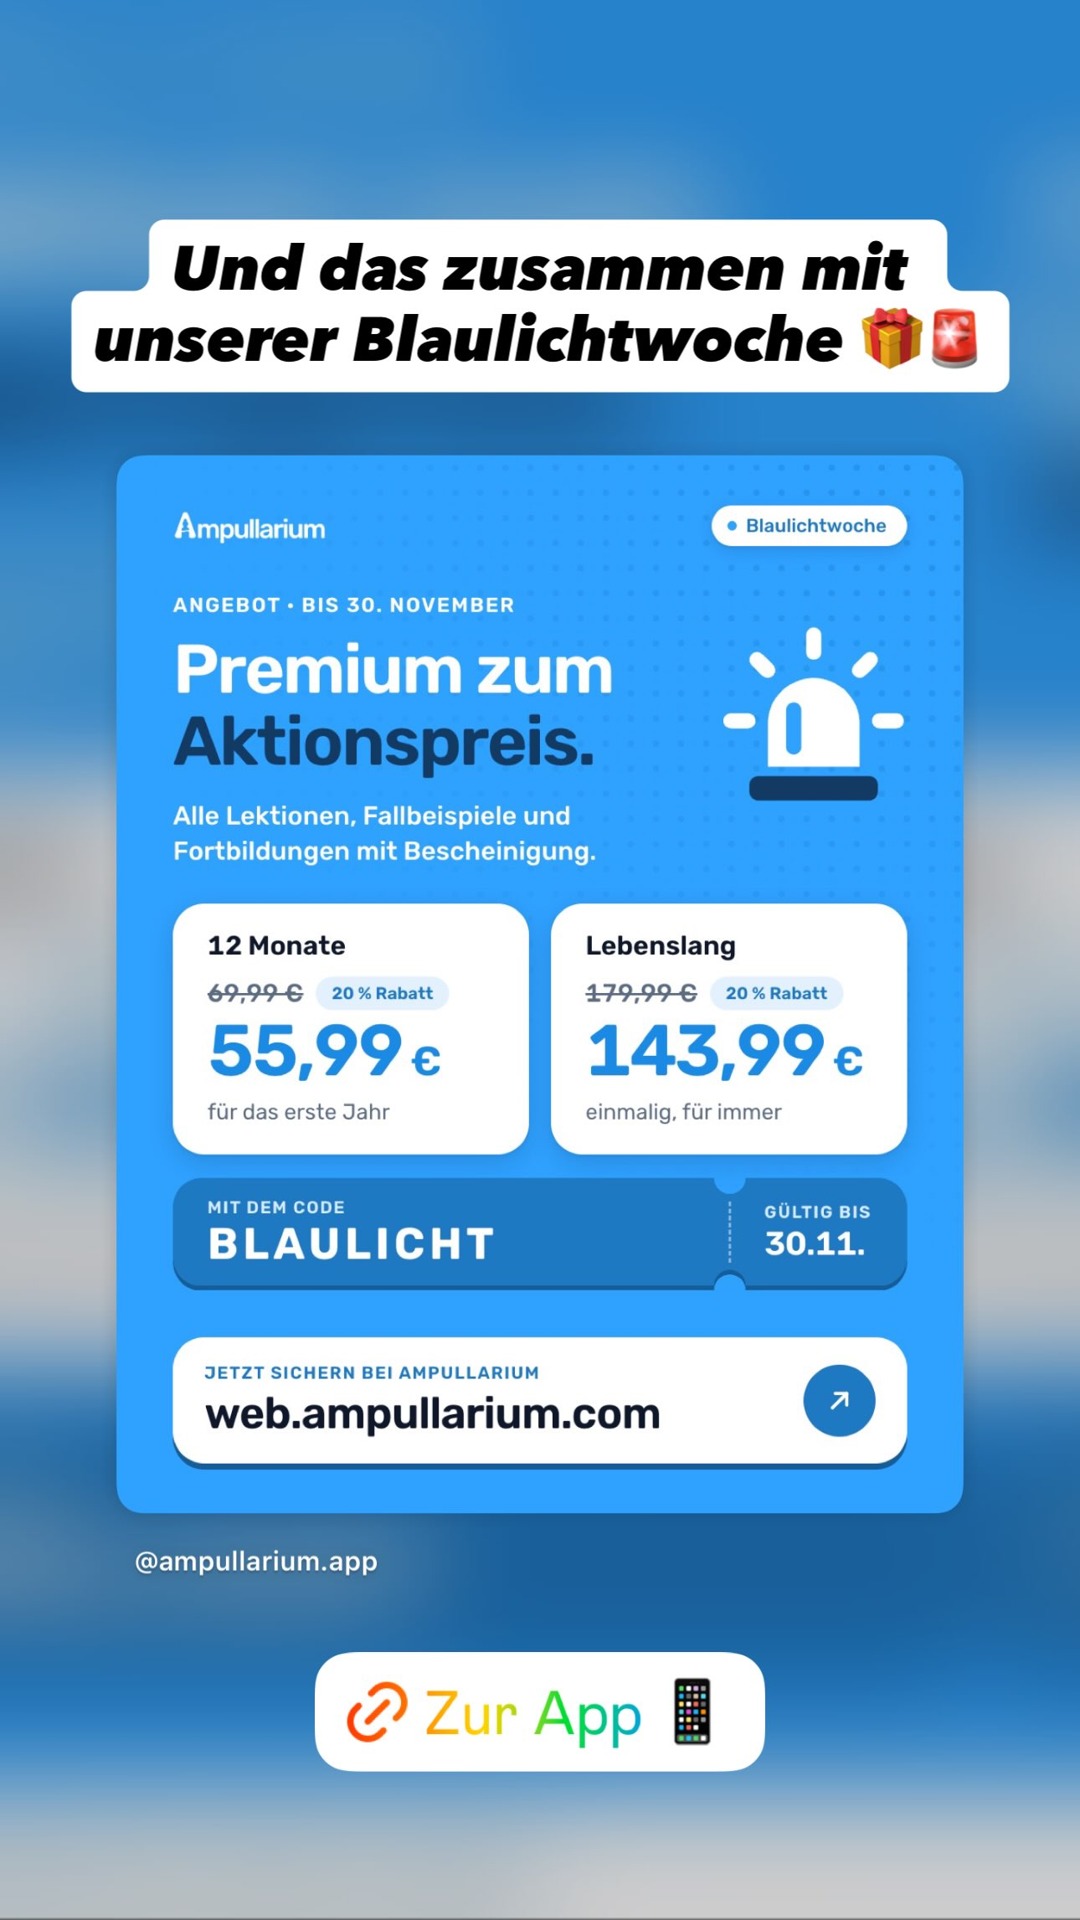 Und das zusammen mit
unserer Blaulichtwoche 🎁🚨
Ampullarium
Blaulichtwoche
ANGEBOT • BIS 30. NOVEMBER
Premium zum
Aktionspreis.
Alle Lektionen, Fallbeispiele und
Fortbildungen mit Bescheinigung.
12 Monate
69,99 € 20 % Rabatt
55,99 €
für das erste Jahr
Lebenslang
179,99 € 20 % Rabatt
143,99 €
einmalig, für immer
MIT DEM CODE
BLAULICHT
GÜLTIG BIS
30.11.
JETZT SICHERN BEI AMPULLARIUM
web.ampullarium.com
@ampullarium.app
Zur App 📱